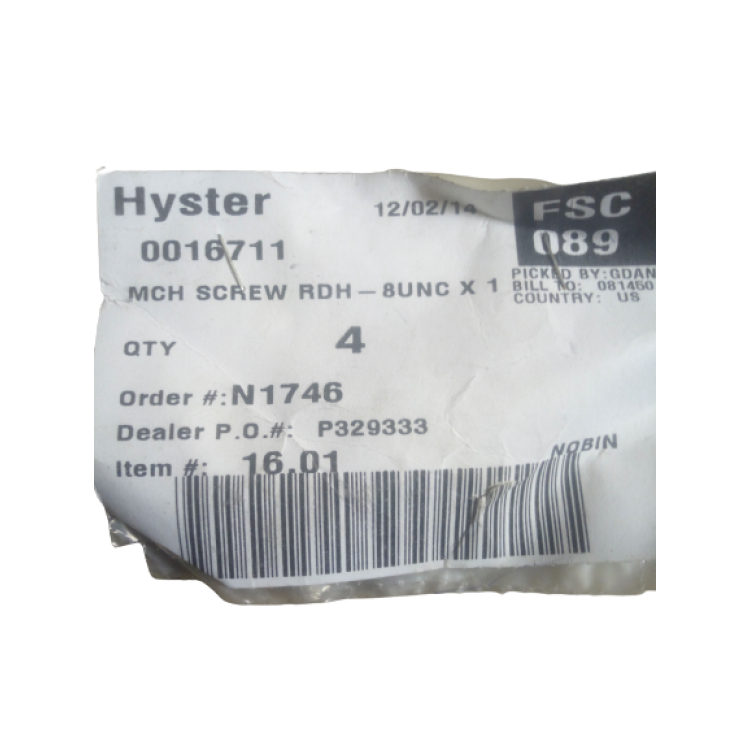 Hyster 12/02/14 FSC
0016711 089
PICKED BY:GDAN
MCH SCREW RDH-8UNC X 1 BILL TO: 081450
COUNTRY: US
QTY 4
Order #:N1746
Dealer P.O.#: P329333
Item #: 16.01 NOBIN